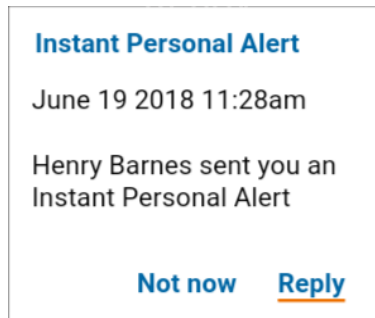 Instant Personal Alert
June 19 2018 11:28am
Henry Barnes sent you an
Instant Personal Alert
Not now Reply